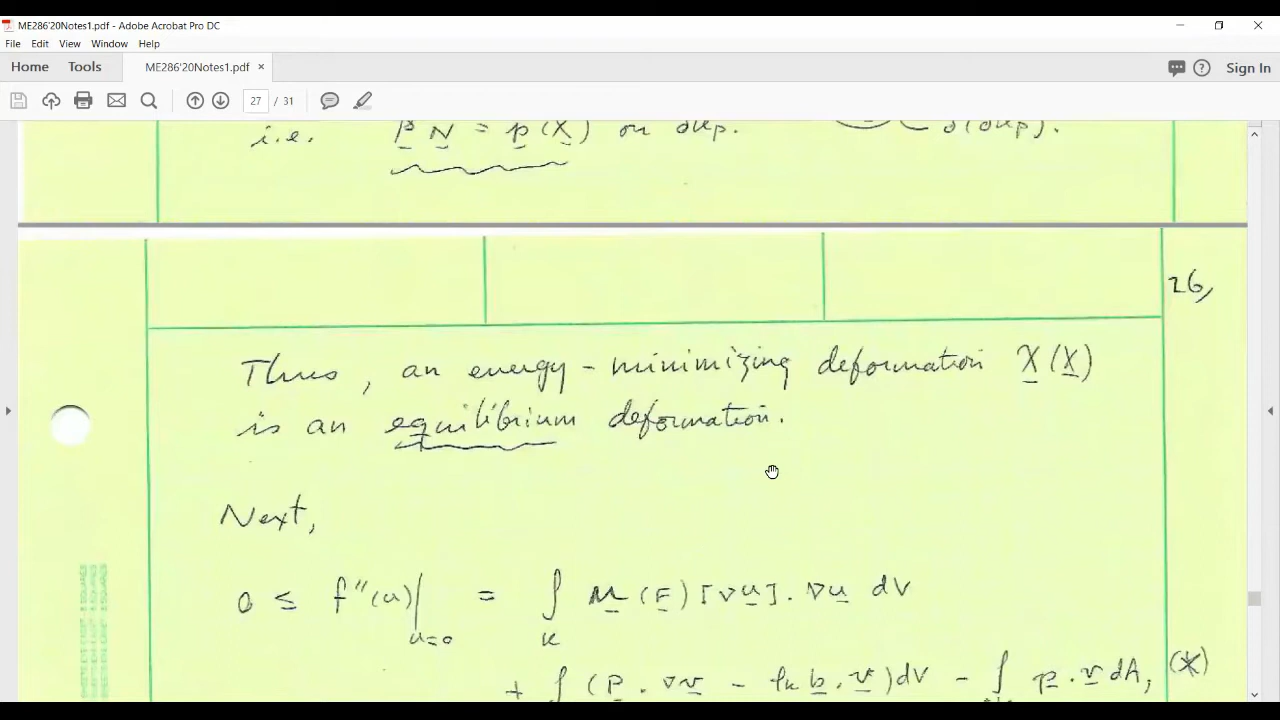 ME286'20Notes1.pdf - Adobe Acrobat Pro DC
File Edit View Window Help
Home Tools ME286'20Notes1.pdf × Sign In
27 / 31
i.e. P N = p (X) on ∂κp. ∂(∂κp).
26,
Thus, an energy-minimizing deformation χ(X)
is an equilibrium deformation.
Next,
0 ≤ f''(u)|u=0 = ∫κ M(F)[∇u]·∇u dV
+ ∫ (P·∇v - ρκ b·v)dV - ∫ p·v dA, (*)